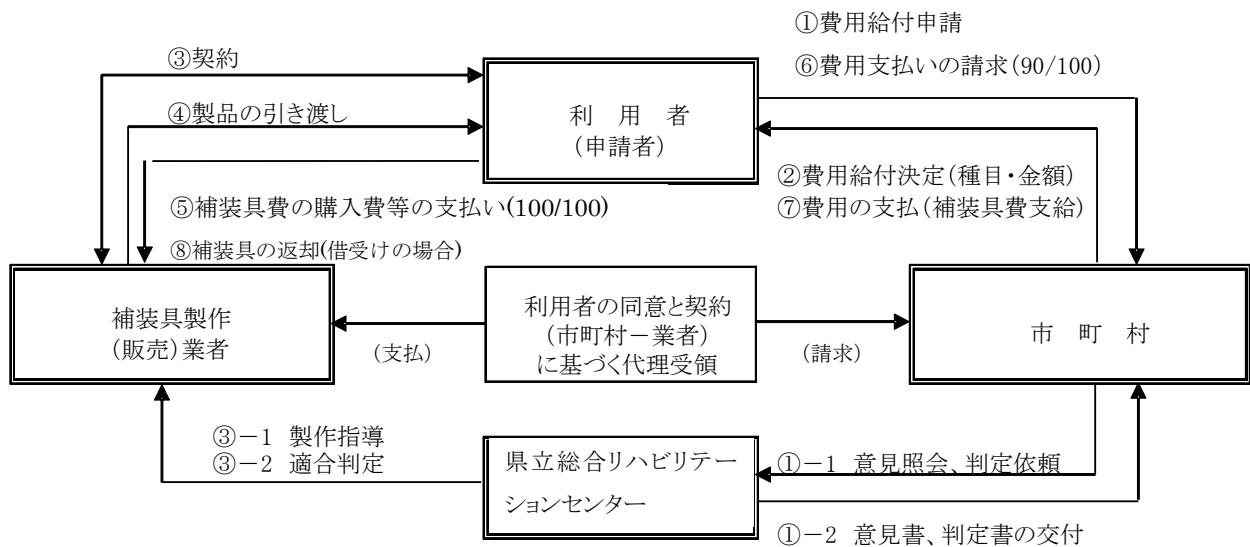 ①費用給付申請
⑥費用支払いの請求(90/100)
③契約
④製品の引き渡し
利 用 者
(申請者)
②費用給付決定(種目・金額)
⑦費用の支払(補装具費支給)
⑤補装具費の購入費等の支払い(100/100)
⑧補装具の返却(借受けの場合)
補装具製作
(販売)業者
(支払)
利用者の同意と契約
(市町村－業者)
に基づく代理受領
(請求)
市 町 村
③－1 製作指導
③－2 適合判定
県立総合リハビリテー
ションセンター
①－1 意見照会、判定依頼
①－2 意見書、判定書の交付